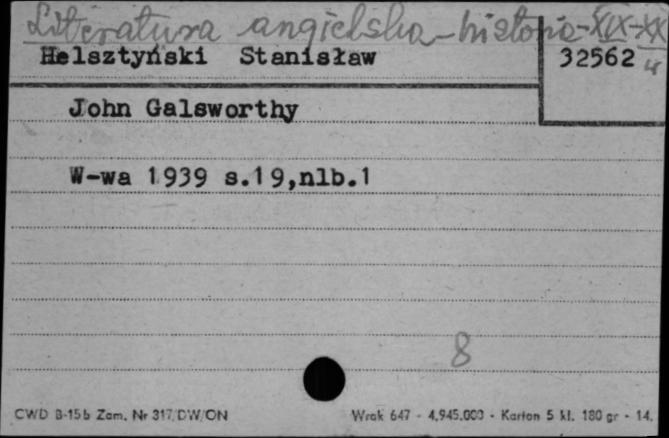 Literatura angielska - historia - XIX-XX w
Helsztyński Stanisław 32562
John Galsworthy
W-wa 1939 s.19,nlb.1
8
CWD B-15b Zam. Nr 317/DW/ON Wrok 647 - 4.945.000 - Karton 5 kl. 180 gr - 14.